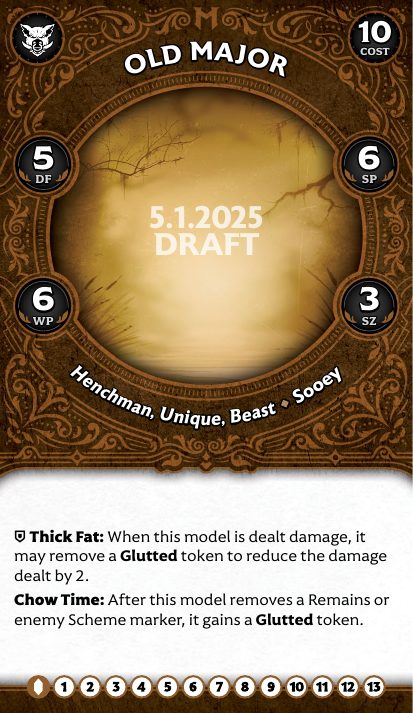 10
COST
OLD MAJOR
5
DF
6
SP
5.1.2025
DRAFT
6
WP
3
SZ
Henchman, Unique, Beast ⬥ Sooey
Thick Fat: When this model is dealt damage, it
may remove a Glutted token to reduce the damage
dealt by 2.
Chow Time: After this model removes a Remains or
enemy Scheme marker, it gains a Glutted token.
1 2 3 4 5 6 7 8 9 10 11 12 13